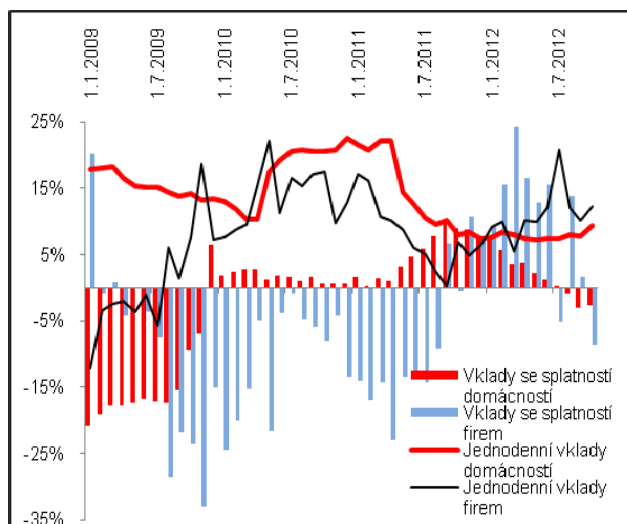 1.1.2009
1.7.2009
1.1.2010
1.7.2010
1.1.2011
1.7.2011
1.1.2012
1.7.2012
25%
15%
5%
-5%
-15%
-25%
-35%
Vklady se splatností
domácností
Vklady se splatností
firem
Jednodenní vklady
domácností
Jednodenní vklady
firem